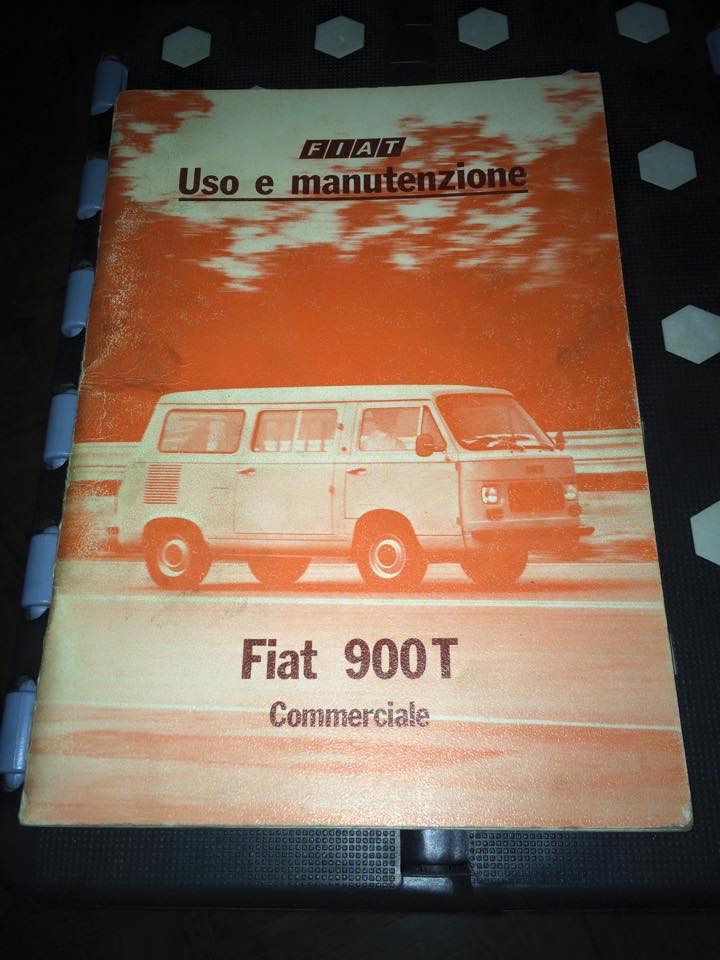 FIAT
Uso e manutenzione
Fiat 900T
Commerciale